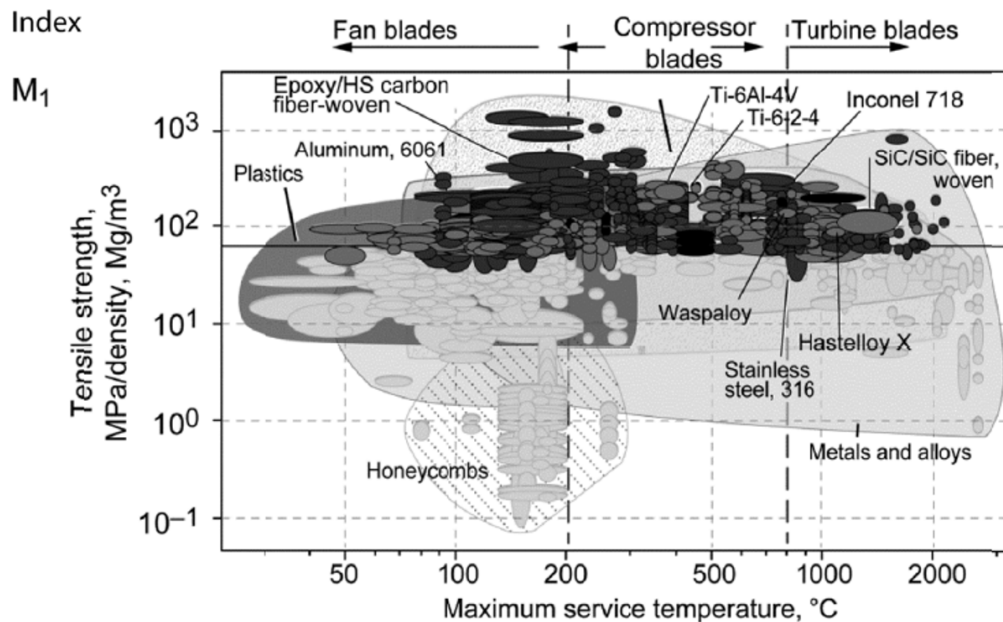 Index
Fan blades
Compressor
blades
Turbine blades
M1
Epoxy/HS carbon
fiber-woven
Ti-6Al-4V
Ti-6-2-4
Inconel 718
10³
Aluminum, 6061
SiC/SiC fiber,
woven
Plastics
10²
Tensile strength,
MPa/density, Mg/m³
Waspaloy
10¹
Hastelloy X
Stainless
steel, 316
10⁰
Metals and alloys
Honeycombs
10⁻¹
50 100 200 500 1000 2000
Maximum service temperature, °C